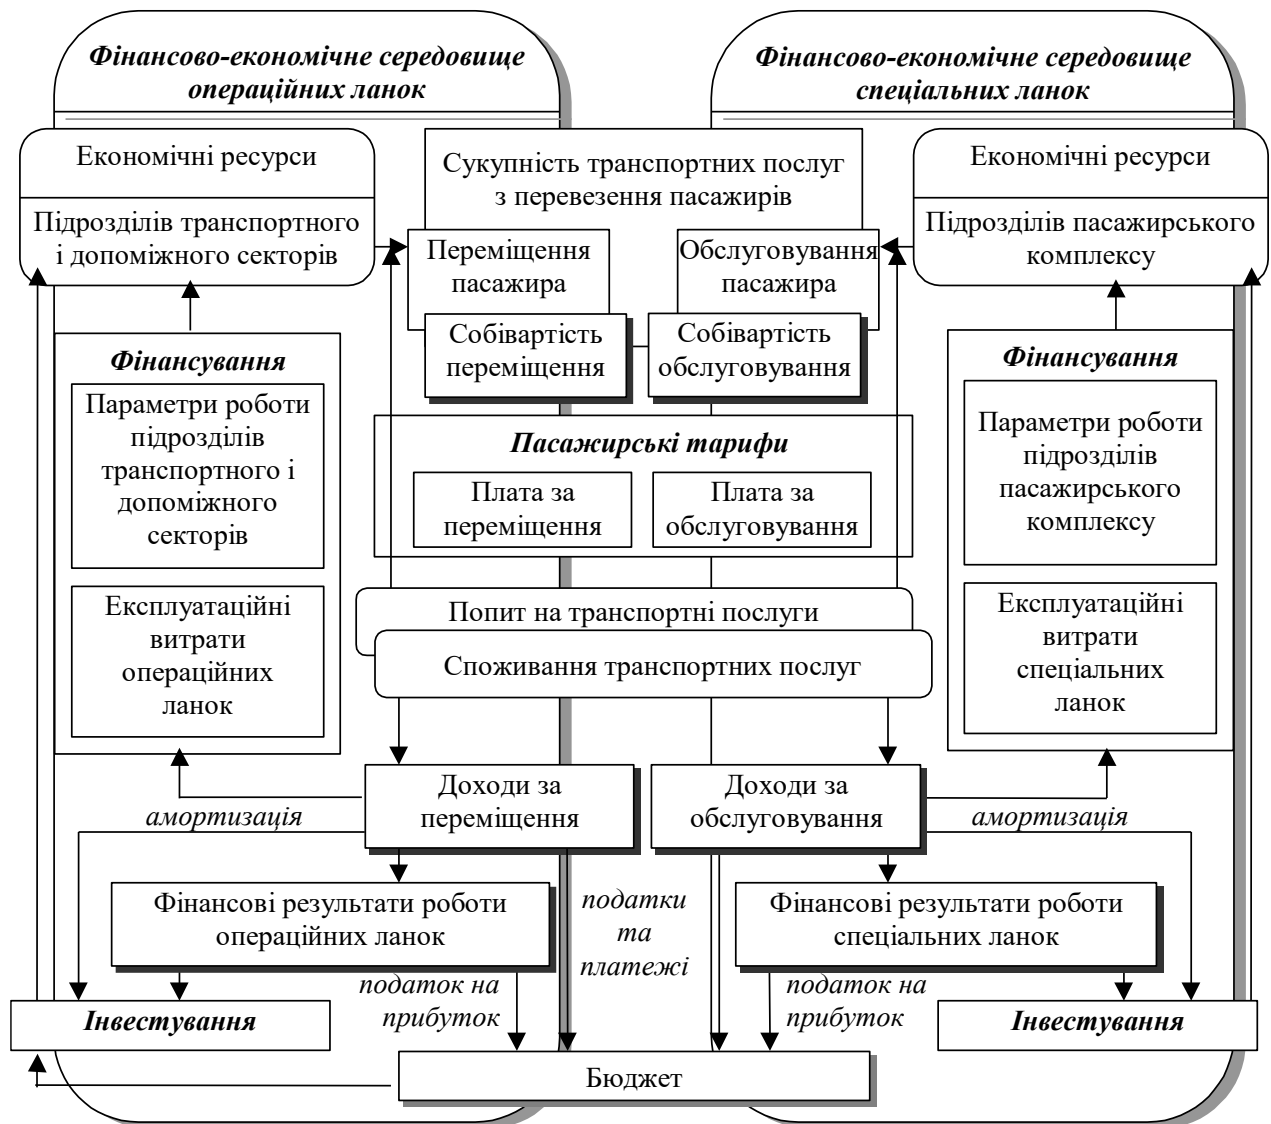 Фінансово-економічне середовище
операційних ланок
Фінансово-економічне середовище
спеціальних ланок
Економічні ресурси
Підрозділів транспортного
і допоміжного секторів
Сукупність транспортних послуг
з перевезення пасажирів
Економічні ресурси
Підрозділів пасажирського
комплексу
Переміщення
пасажира
Обслуговування
пасажира
Собівартість
переміщення
Собівартість
обслуговування
Фінансування
Параметри роботи
підрозділів
транспортного і
допоміжного
секторів
Експлуатаційні
витрати
операційних
ланок
Пасажирські тарифи
Плата за
переміщення
Плата за
обслуговування
Фінансування
Параметри роботи
підрозділів
пасажирського
комплексу
Експлуатаційні
витрати
спеціальних
ланок
Попит на транспортні послуги
Споживання транспортних послуг
Доходи за
переміщення
Доходи за
обслуговування
амортизація
амортизація
Фінансові результати роботи
операційних ланок
податки
та
платежі
Фінансові результати роботи
спеціальних ланок
податок на
прибуток
податок на
прибуток
Інвестування
Інвестування
Бюджет